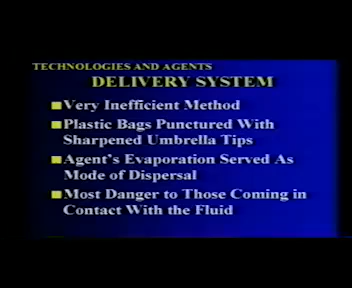 TECHNOLOGIES AND AGENTS
DELIVERY SYSTEM
Very Inefficient Method
Plastic Bags Punctured With
Sharpened Umbrella Tips
Agent's Evaporation Served As
Mode of Dispersal
Most Danger to Those Coming in
Contact With the Fluid